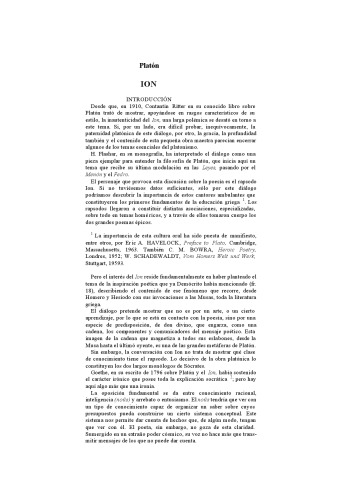 Platón
ION
INTRODUCCIÓN
Desde que, en 1910, Contantin Ritter en su conocido libro sobre
Platón trató de mostrar, apoyándose en rasgos característicos de su
estilo, la inautenticidad del Ion, una larga polémica se desató en torno a
este tema. Si, por un lado, era difícil probar, inequívocamente, la
paternidad platónica de este diálogo, por otro, la gracia, la profundidad
también y el contenido de esta pequeña obra maestra parecían encerrar
algunos de los temas esenciales del platonismo.
H. Flashar, en su monografía, ha interpretado el diálogo como una
pieza ejemplar para entender la filosofía de Platón, que inicia aquí un
tema que recibe su última modulación en las Leyes, pasando por el
Menón y el Fedro.
El personaje que provoca esta discusión sobre la poesía es el rapsode
Ion. Si no tuviésemos datos suficientes, sólo por este diálogo
podríamos descubrir la importancia de estos cantores ambulantes que
constituyeron los primeros fundamentos de la educación griega 1. Los
rapsodos llegaron a constituir distintas asociaciones, especializadas,
sobre todo en temas homéricos, y a través de ellos tomaron cuerpo los
dos grandes poemas épicos.
1 La importancia de esta cultura oral ha sido puesta de manifiesto,
entre otros, por Eric A. HAVELOCK, Preface to Plato, Cambridge,
Massachusetts, 1963. También C. M. BOWRA, Heroic Poetry,
Londres, 1952; W. SCHADEWALDT, Vom Homers Welt und Werk,
Stuttgart, 19593.
Pero el interés del Ion reside fundamentalmente en haber planteado el
tema de la inspiración poética que ya Demócrito había mencionado (B.
18), describiendo el contenido de ese fenómeno que recorre, desde
Homero y Hesíodo con sus invocaciones a las Musas, toda la literatura
griega.
El diálogo pretende mostrar que no es por un arte, o un cierto
aprendizaje, por lo que se está en contacto con la poesía, sino por una
especie de predisposición, de don divino, que engarza, como una
cadena, los componentes y comunicadores del mensaje poético. Esta
imagen de la cadena que magnetiza a todos sus eslabones, desde la
Musa hasta el último oyente, es una de las grandes metáforas de Platón.
Sin embargo, la conversación con Ion no trata de mostrar qué clase
de conocimiento tiene el rapsodo. Lo decisivo de la obra platónica lo
constituyen los dos largos monólogos de Sócrates.
Goethe, en su escrito de 1796 sobre Platón y el Ion, había sostenido
el carácter irónico que posee toda la explicación socrática 2; pero hay
aquí algo más que una ironía.
La oposición fundamental se da entre conocimiento racional,
inteligencia (noûs) y arrebato o entusiasmo. El noûs tendría que ver con
un tipo de conocimiento capaz de organizar un saber sobre cuyos
presupuestos pueda construirse un cierto sistema conceptual. Este
sistema nos permite dar cuenta de hechos que, de algún modo, tengan
que ver con él. El poeta, sin embargo, no goza de esta claridad.
Sumergido en un extraño poder cósmico, su voz no hace más que trans-
mitir mensajes de los que no puede dar cuenta.